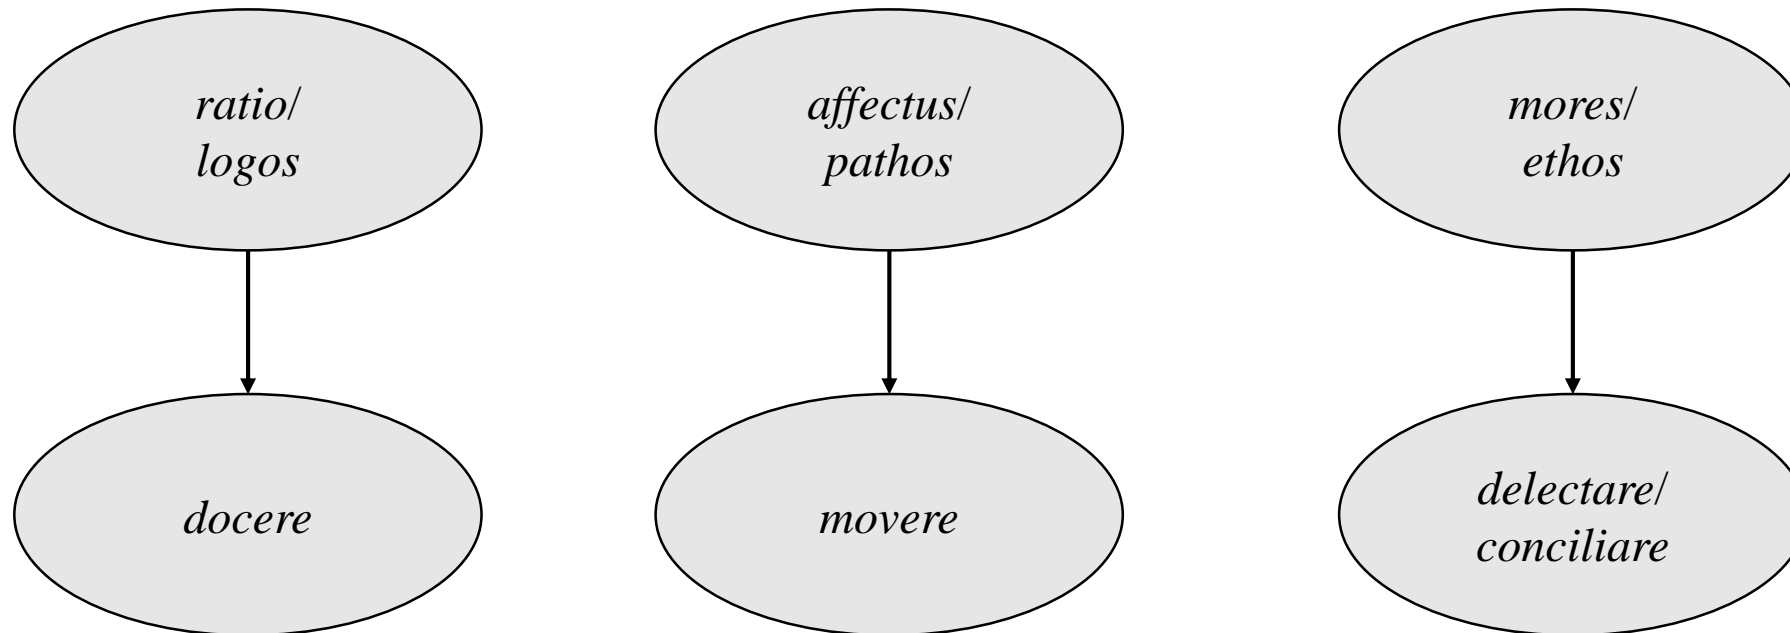 ratio/
logos
affectus/
pathos
mores/
ethos
docere
movere
delectare/
conciliare